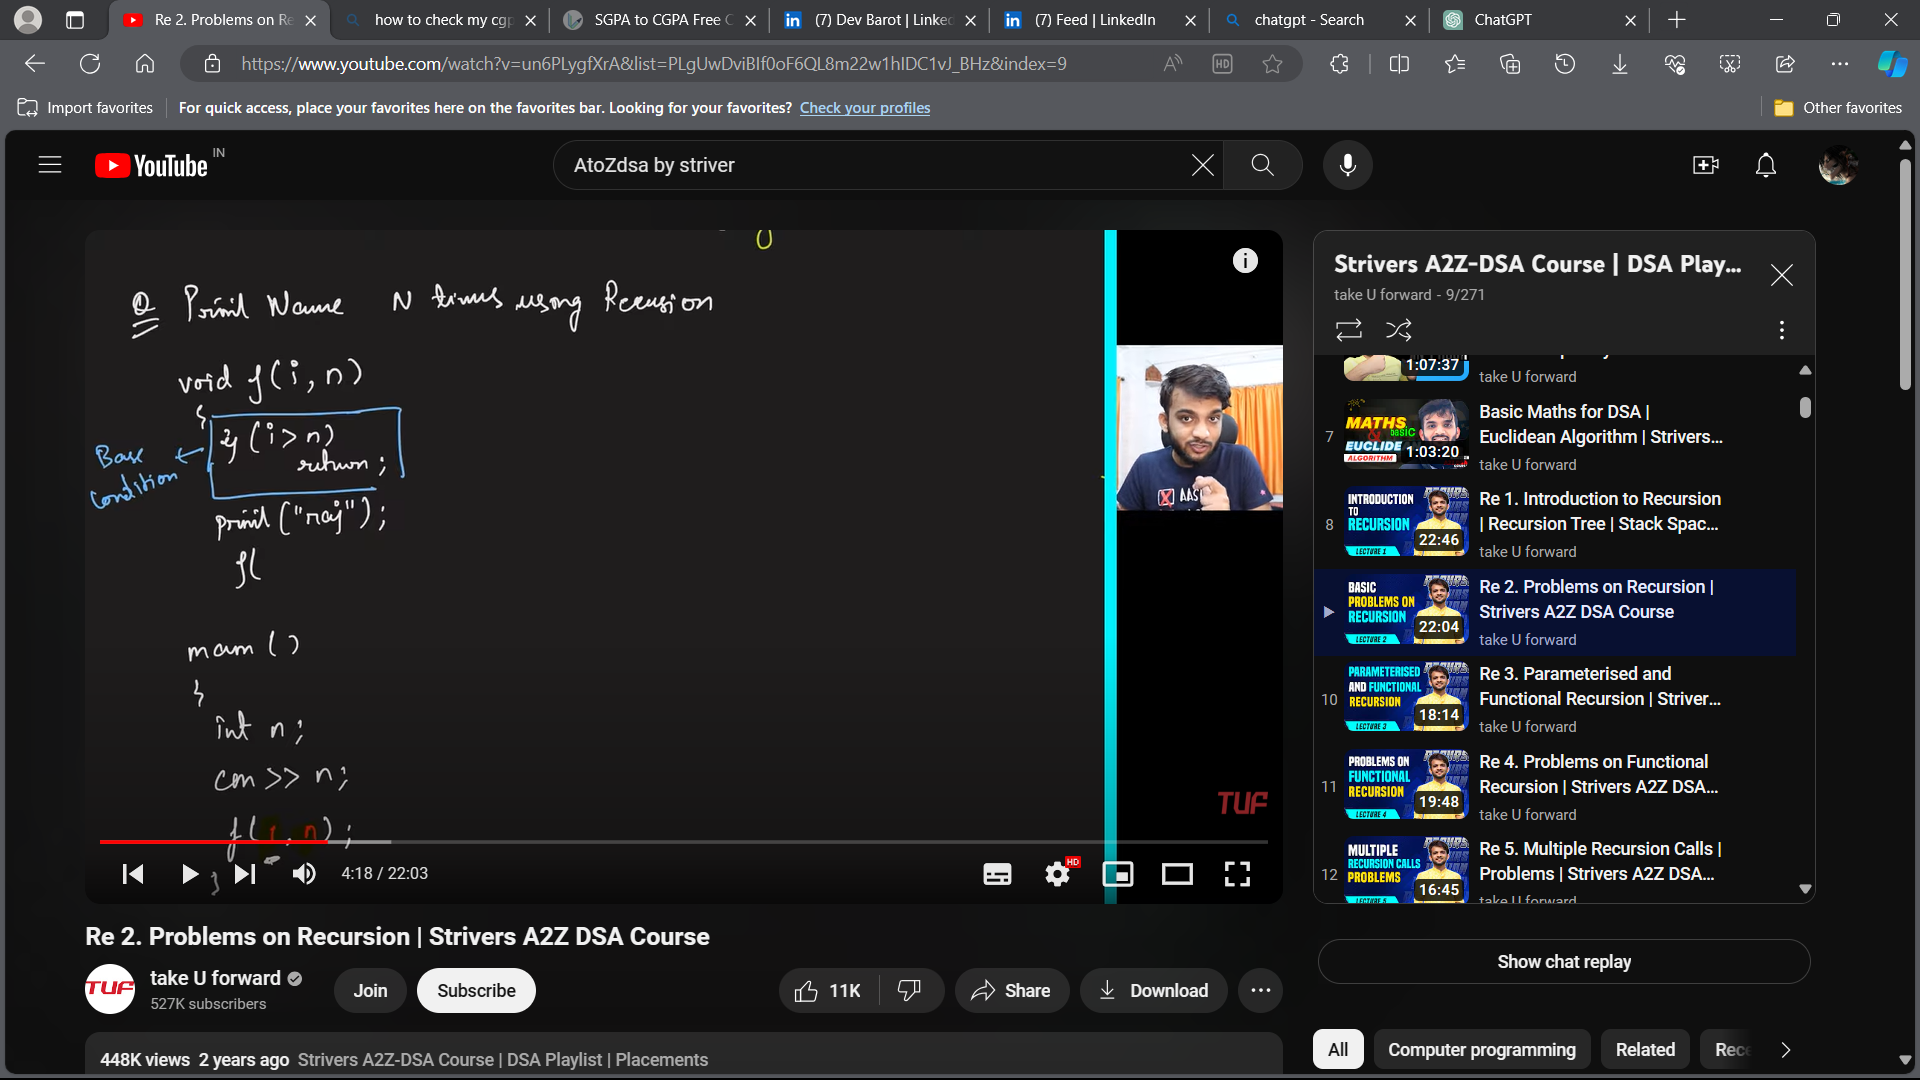 Re 2. Problems on Re
how to check my cgp
SGPA to CGPA Free C
(7) Dev Barot | Linked
(7) Feed | LinkedIn
chatgpt - Search
ChatGPT
https://www.youtube.com/watch?v=un6PLygfXrA&list=PLgUwDviBIf0oF6QL8m22w1hIDC1vJ_BHz&index=9
HD
Import favorites
For quick access, place your favorites here on the favorites bar. Looking for your favorites? Check your profiles
Other favorites
YouTube IN
AtoZdsa by striver
Q Print Name N times using Recursion
void f(i, n)
{
if (i > n)
return;
Base
condition
print("raj");
f(
main ()
{
int n;
cin >> n;
f(1, n);
}
TUF
4:18 / 22:03
HD
Strivers A2Z-DSA Course | DSA Play...
take U forward - 9/271
1:07:37
take U forward
7
MATHS
BASIC
EUCLIDE
ALGORITHM
1:03:20
Basic Maths for DSA |
Euclidean Algorithm | Strivers...
take U forward
8
INTRODUCTION
TO
RECURSION
LECTURE 1
22:46
Re 1. Introduction to Recursion
| Recursion Tree | Stack Spac...
take U forward
BASIC
PROBLEMS ON
RECURSION
LECTURE 2
22:04
Re 2. Problems on Recursion |
Strivers A2Z DSA Course
take U forward
10
PARAMETERISED
AND FUNCTIONAL
RECURSION
LECTURE 3
18:14
Re 3. Parameterised and
Functional Recursion | Striver...
take U forward
11
PROBLEMS ON
FUNCTIONAL
RECURSION
LECTURE 4
19:48
Re 4. Problems on Functional
Recursion | Strivers A2Z DSA...
take U forward
12
MULTIPLE
RECURSION CALLS
PROBLEMS
LECTURE 5
16:45
Re 5. Multiple Recursion Calls |
Problems | Strivers A2Z DSA...
take U forward
Re 2. Problems on Recursion | Strivers A2Z DSA Course
TUF
take U forward
527K subscribers
Join
Subscribe
11K
Share
Download
Show chat replay
448K views 2 years ago Strivers A2Z-DSA Course | DSA Playlist | Placements
All
Computer programming
Related
Rece